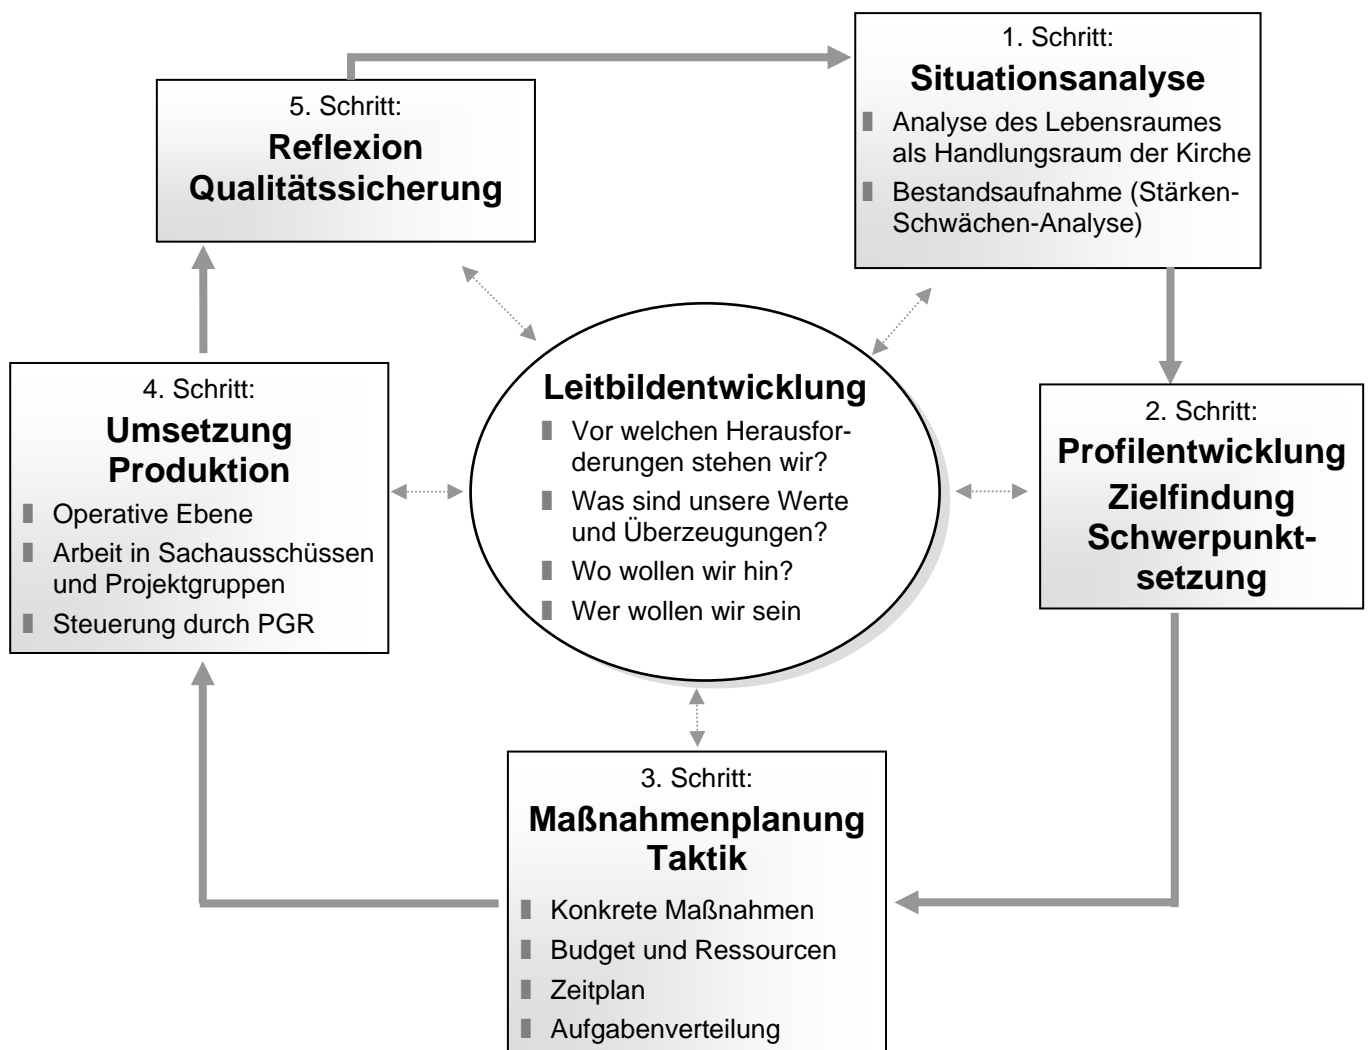 1. Schritt:
Situationsanalyse
Analyse des Lebensraumes
als Handlungsraum der Kirche
Bestandsaufnahme (Stärken-
Schwächen-Analyse)
2. Schritt:
Profilentwicklung
Zielfindung
Schwerpunkt-
setzung
3. Schritt:
Maßnahmenplanung
Taktik
Konkrete Maßnahmen
Budget und Ressourcen
Zeitplan
Aufgabenverteilung
4. Schritt:
Umsetzung
Produktion
Operative Ebene
Arbeit in Sachausschüssen
und Projektgruppen
Steuerung durch PGR
5. Schritt:
Reflexion
Qualitätssicherung
Leitbildentwicklung
Vor welchen Herausfor-
derungen stehen wir?
Was sind unsere Werte
und Überzeugungen?
Wo wollen wir hin?
Wer wollen wir sein